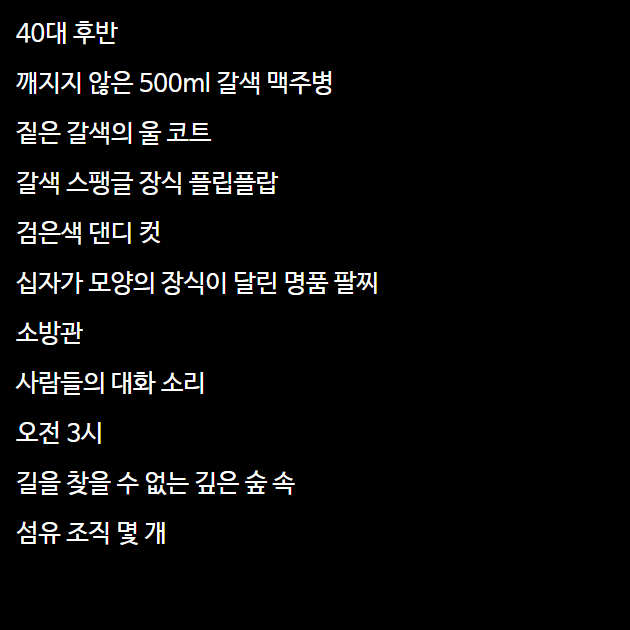 40대 후반
깨지지 않은 500ml 갈색 맥주병
짙은 갈색의 울 코트
갈색 스팽글 장식 플립플랍
검은색 댄디 컷
십자가 모양의 장식이 달린 명품 팔찌
소방관
사람들의 대화 소리
오전 3시
길을 찾을 수 없는 깊은 숲 속
섬유 조직 몇 개